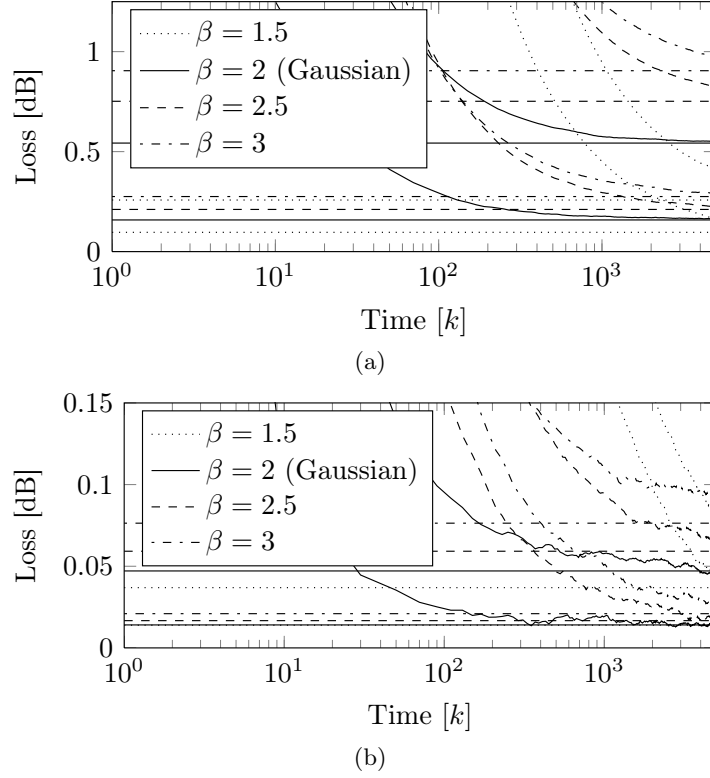 1
0.5
0
Loss [dB]
β = 1.5
β = 2 (Gaussian)
β = 2.5
β = 3
10^0 10^1 10^2 10^3
Time [k]
(a)
0.15
0.1
0.05
0
Loss [dB]
β = 1.5
β = 2 (Gaussian)
β = 2.5
β = 3
10^0 10^1 10^2 10^3
Time [k]
(b)